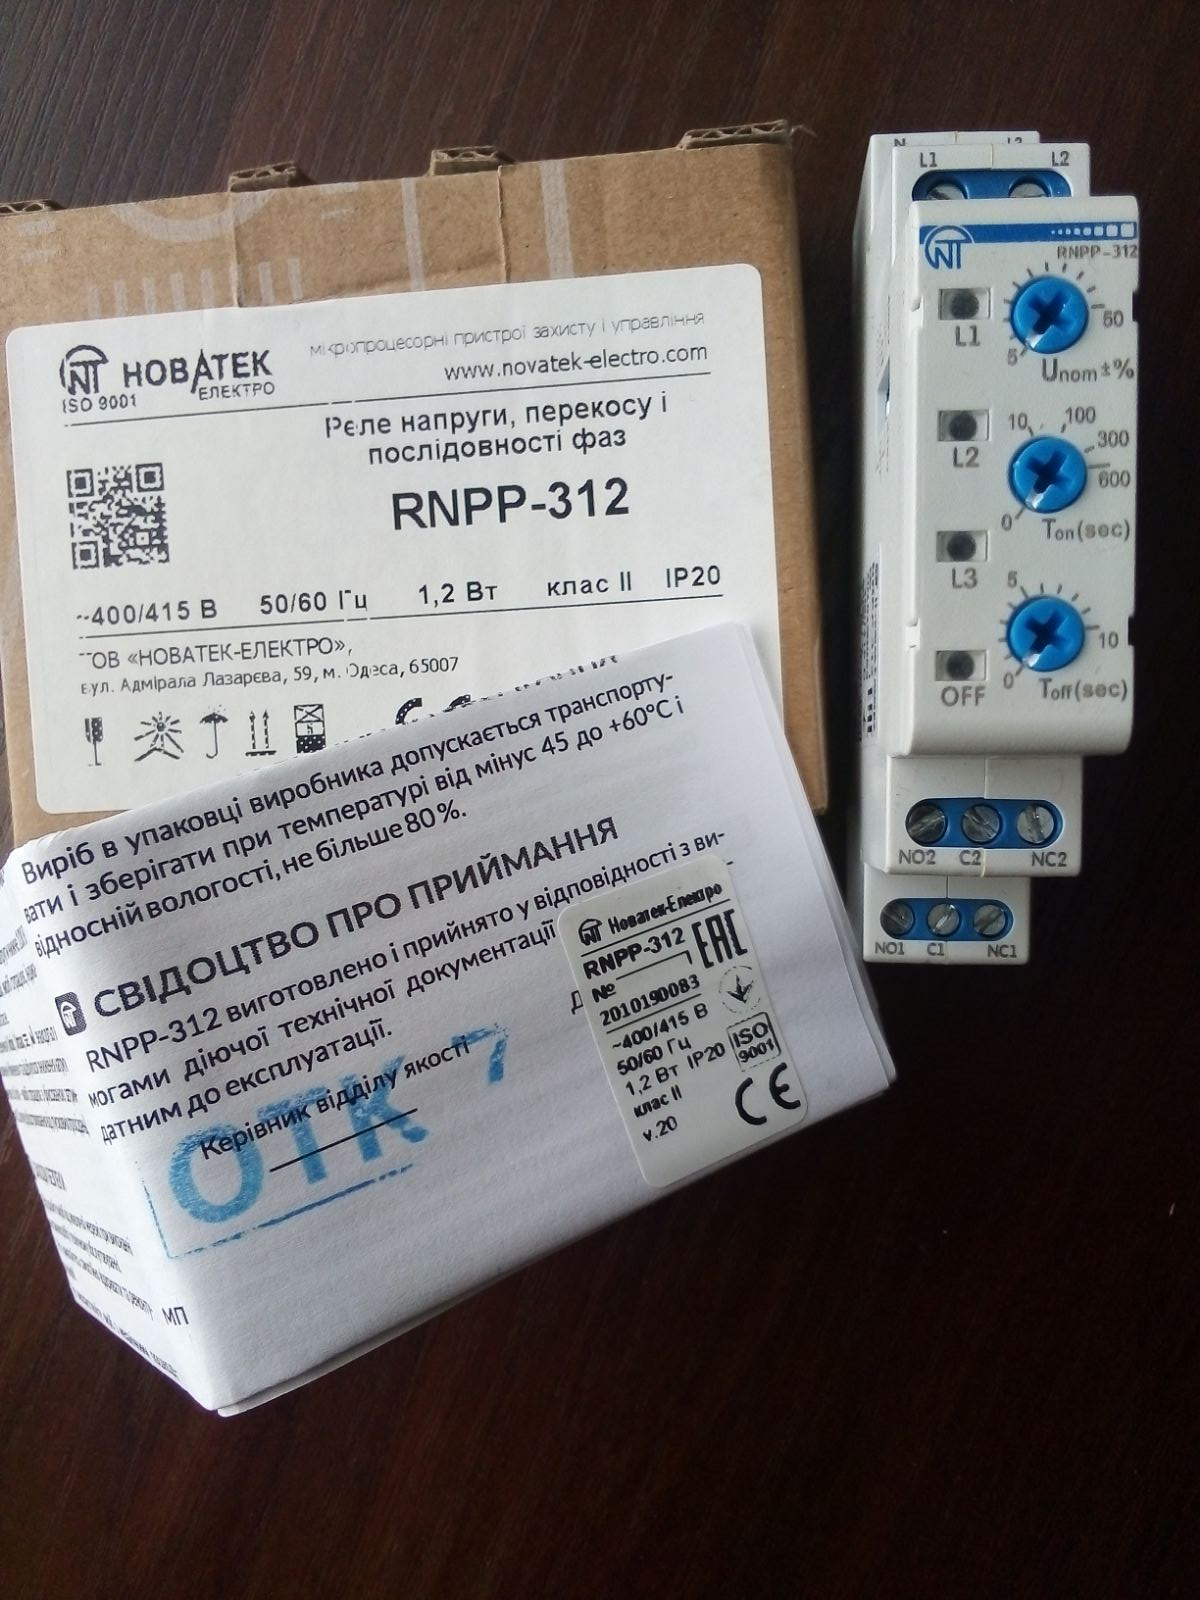 НОВАТЕК
ЕЛЕКТРО
ISO 9001
мікропроцесорні пристрої захисту і управління
www.novatek-electro.com
Реле напруги, перекосу і
послідовності фаз
RNPP-312
~400/415 В 50/60 Гц 1,2 Вт клас II IP20
ТОВ «НОВАТЕК-ЕЛЕКТРО»,
вул. Адмірала Лазарєва, 59, м. Одеса, 65007
Виріб в упаковці виробника допускається транспорту-
вати і зберігати при температурі від мінус 45 до +60°C і
відносній вологості, не більше 80%.
СВІДОЦТВО ПРО ПРИЙМАННЯ
RNPP-312 виготовлено і прийнято у відповідності з ви-
могами діючої технічної документації
датним до експлуатації.
Керівник відділу якості
ОТК 7
МП
Новатек-Електро
RNPP-312
EAC
№
2010190083
~400/415 В
50/60 Гц
1,2 Вт IP20
клас II
v.20
ISO
9001
CE
N L3
L1 L2
NT
RNPP-312
L1
5 50
Unom ±%
L2
10 100
300
600
0
Ton(sec)
L3
5
10
0
OFF
Toff(sec)
NO2 C2 NC2
NO1 C1 NC1